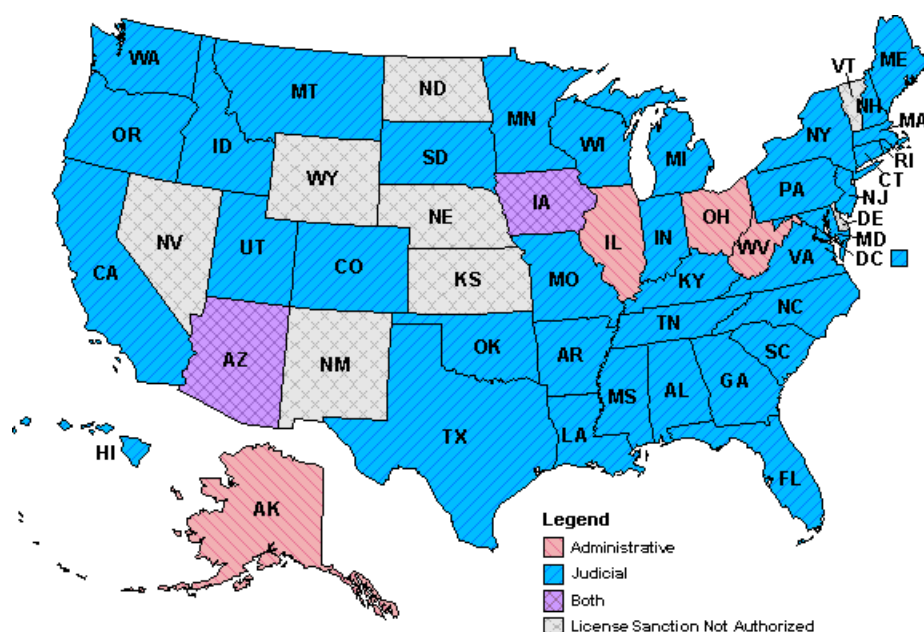 WA
MT
ND
MN
VT
ME
NH
MA
OR
ID
SD
WI
MI
NY
RI
CT
WY
PA
NJ
IA
NE
OH
DE
NV
UT
IL
IN
WV
MD
CA
CO
KS
MO
KY
VA
DC
NC
TN
AZ
NM
OK
AR
SC
MS
AL
GA
HI
TX
LA
FL
AK
Legend
Administrative
Judicial
Both
License Sanction Not Authorized